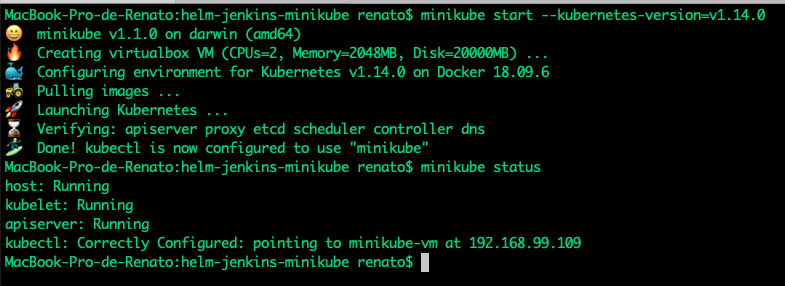 MacBook-Pro-de-Renato:helm-jenkins-minikube renato$ minikube start --kubernetes-version=v1.14.0
😄 minikube v1.1.0 on darwin (amd64)
🔥 Creating virtualbox VM (CPUs=2, Memory=2048MB, Disk=20000MB) ...
🐳 Configuring environment for Kubernetes v1.14.0 on Docker 18.09.6
🚜 Pulling images ...
🚀 Launching Kubernetes ...
⌛ Verifying: apiserver proxy etcd scheduler controller dns
🏄 Done! kubectl is now configured to use "minikube"
MacBook-Pro-de-Renato:helm-jenkins-minikube renato$ minikube status
host: Running
kubelet: Running
apiserver: Running
kubectl: Correctly Configured: pointing to minikube-vm at 192.168.99.109
MacBook-Pro-de-Renato:helm-jenkins-minikube renato$